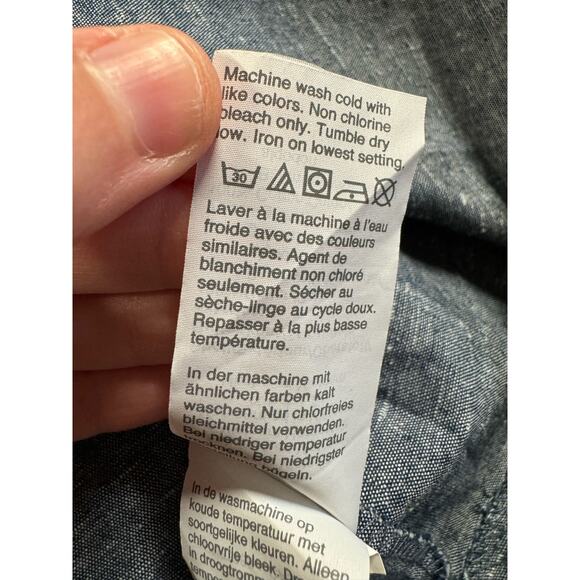 Machine wash cold with
like colors. Non chlorine
bleach only. Tumble dry
low. Iron on lowest setting.
30
Laver à la machine à l'eau
froide avec des couleurs
similaires. Agent de
blanchiment non chloré
seulement. Sécher au
sèche-linge au cycle doux.
Repasser à la plus basse
température.
In der maschine mit
ähnlichen farben kalt
waschen. Nur chlorfreies
bleichmittel verwenden.
Bei niedriger temperatur
Bei niedrigster
bügeln.
In de wasmachine op
koude temperatuur met
soortgelijke kleuren. Alleen
chloorvrije bleek.
in